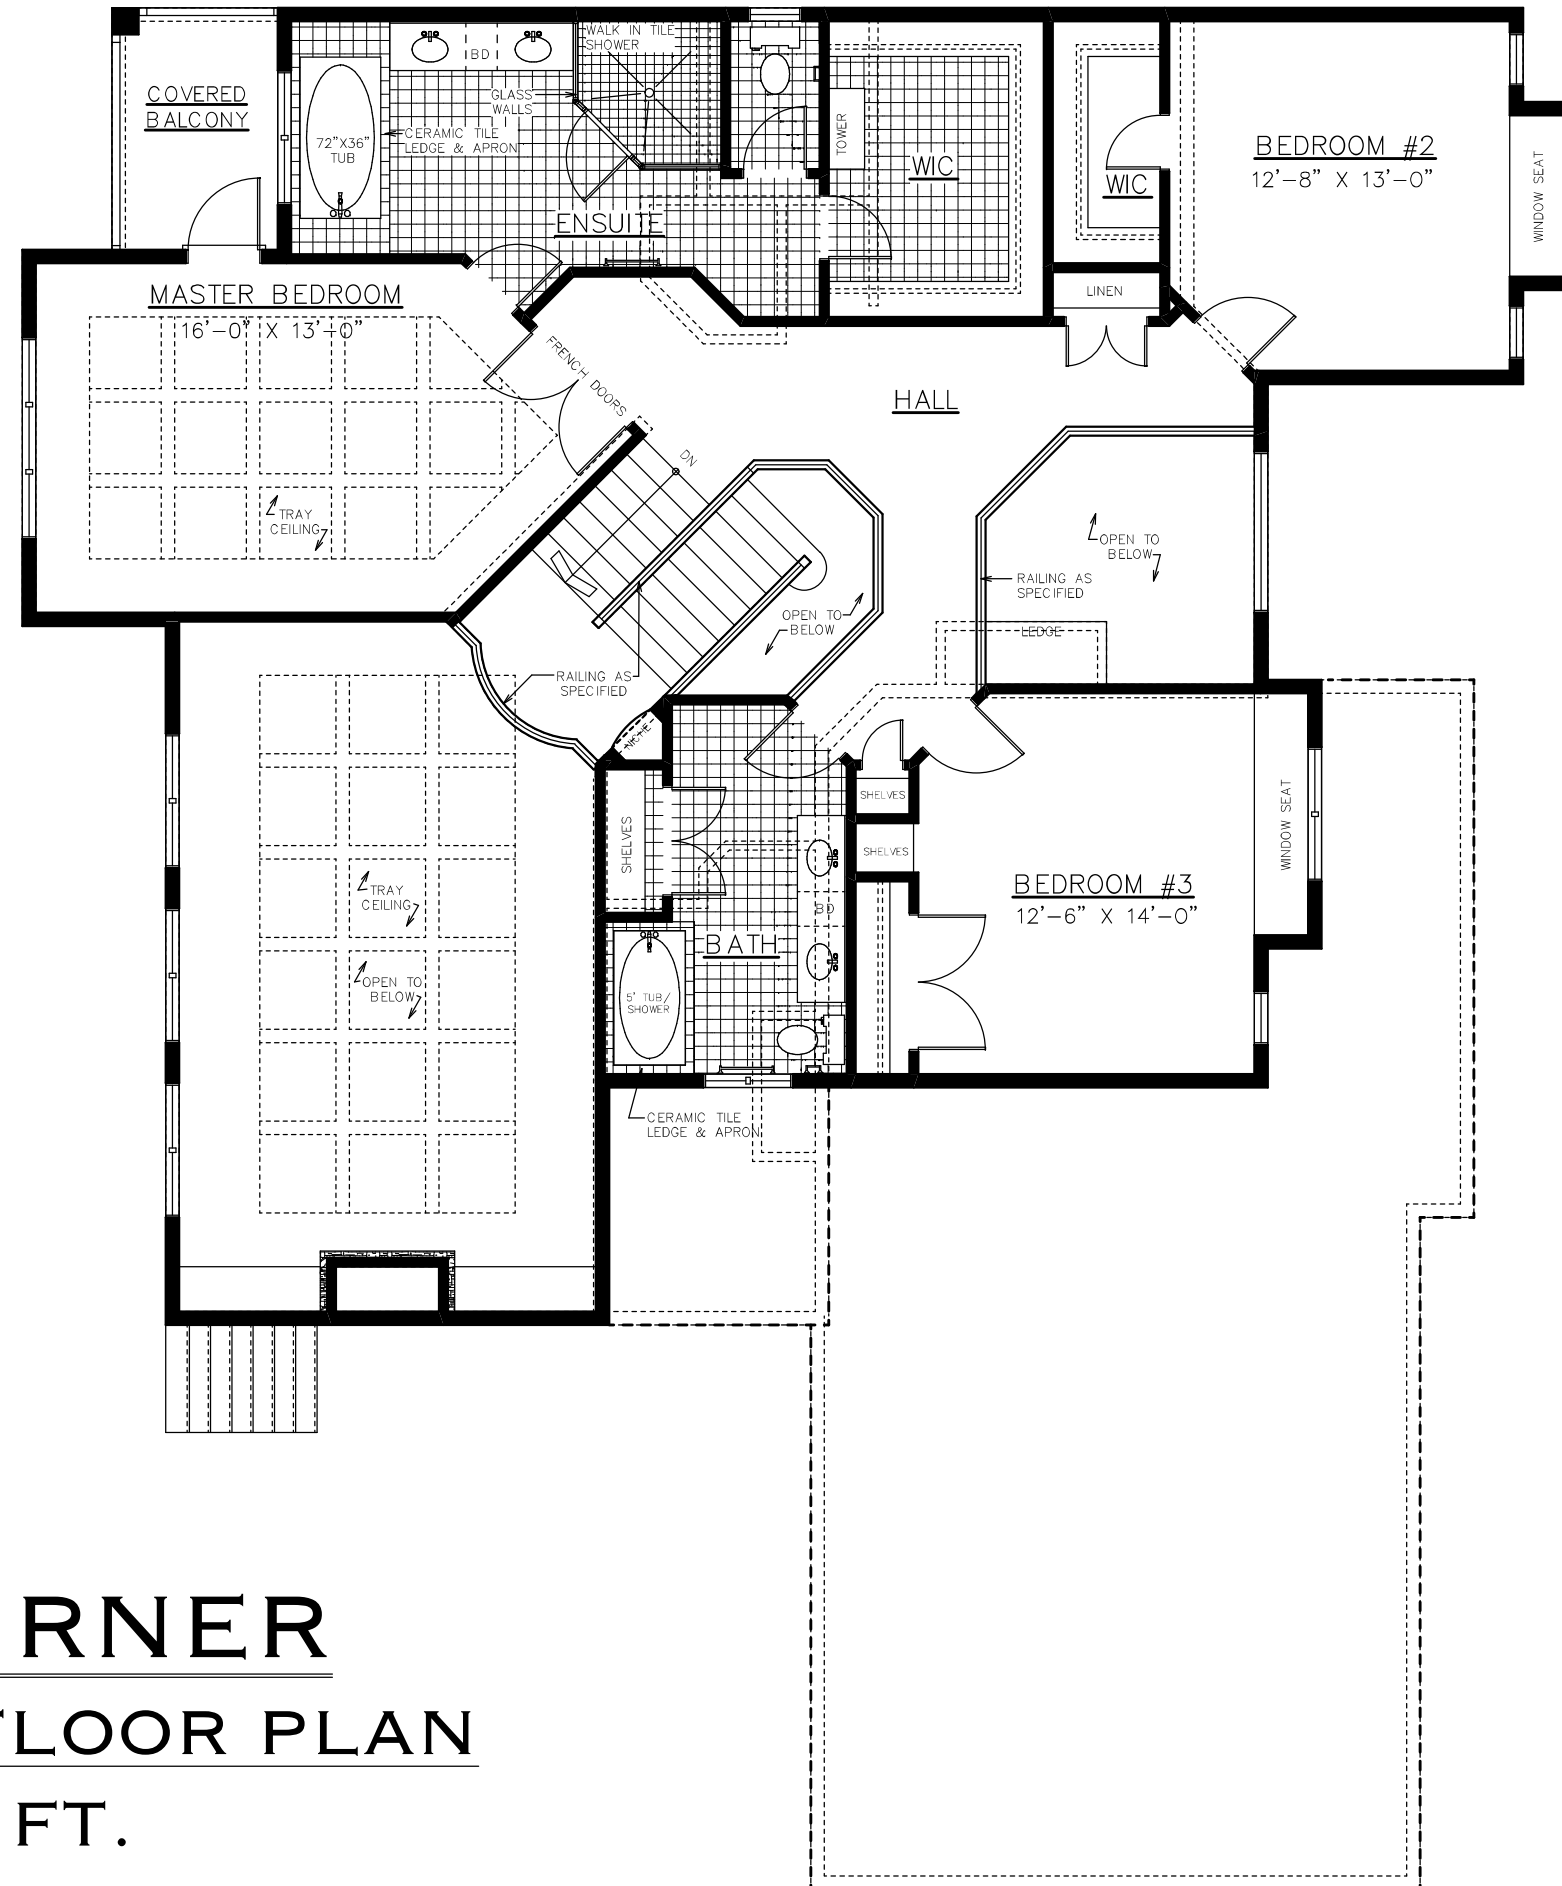 COVERED
BALCONY
72"X36"
TUB
BD
CERAMIC TILE
LEDGE & APRON
GLASS
WALLS
WALK IN TILE
SHOWER
ENSUITE
TOWER
WIC
WIC
LINEN
BEDROOM #2
12'-8" X 13'-0"
WINDOW SEAT
MASTER BEDROOM
16'-0" X 13'-0"
TRAY
CEILING
FRENCH DOORS
DN
HALL
OPEN TO
BELOW
RAILING AS
SPECIFIED
LEDGE
OPEN TO
BELOW
RAILING AS
SPECIFIED
NICHE
SHELVES
SHELVES
SHELVES
BEDROOM #3
12'-6" X 14'-0"
WINDOW SEAT
TRAY
CEILING
OPEN TO
BELOW
BATH
BD
5' TUB/
SHOWER
CERAMIC TILE
LEDGE & APRON
RNER
FLOOR PLAN
FT.